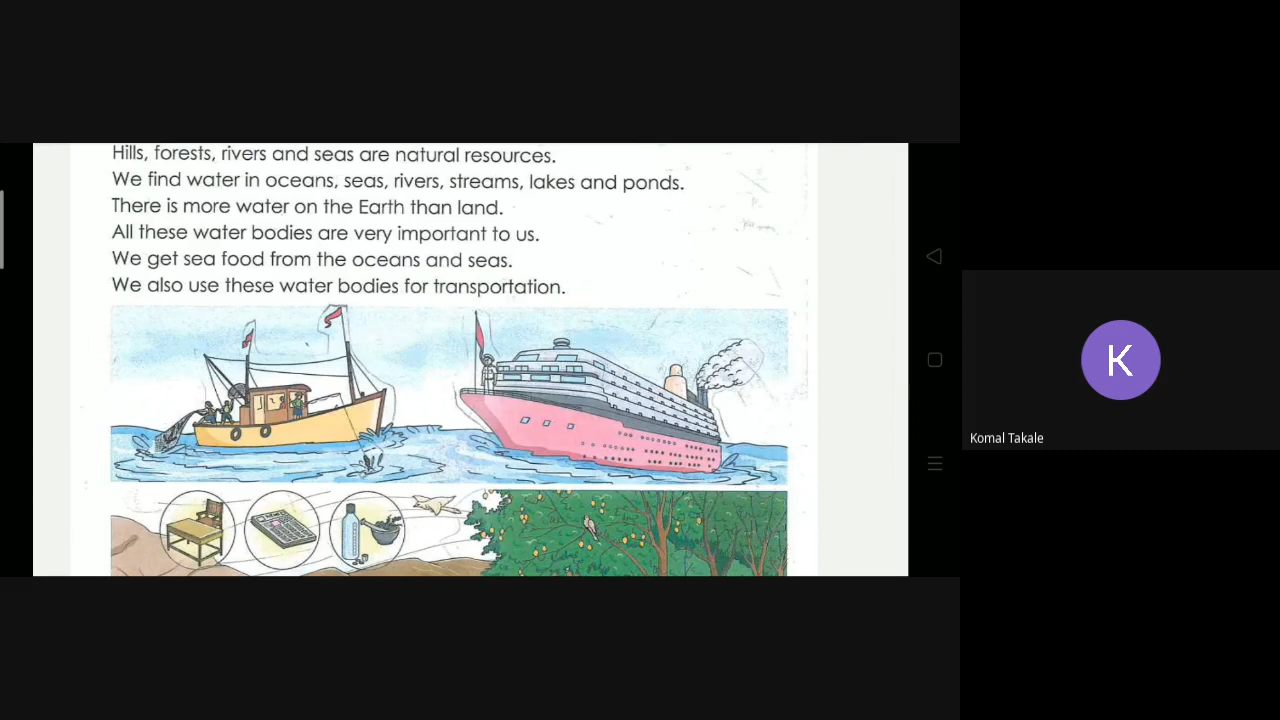 Hills, forests, rivers and seas are natural resources.
We find water in oceans, seas, rivers, streams, lakes and ponds.
There is more water on the Earth than land.
All these water bodies are very important to us.
We get sea food from the oceans and seas.
We also use these water bodies for transportation.
K
Komal Takale